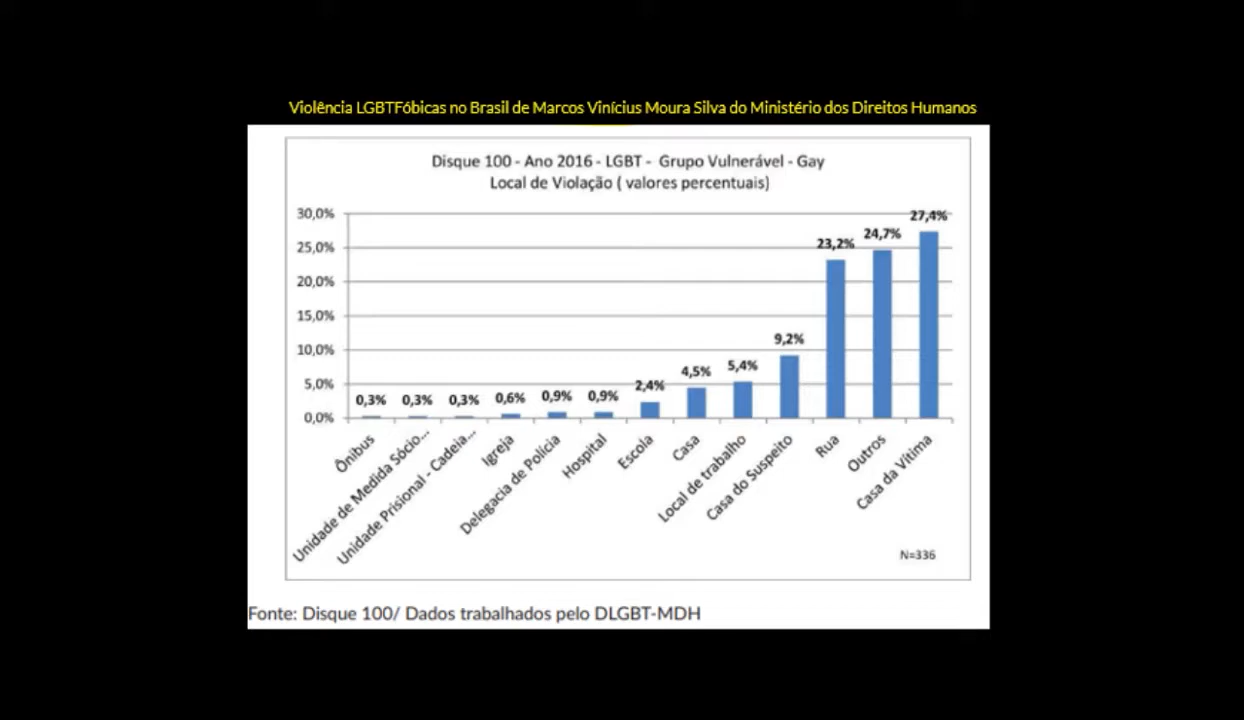 Violência LGBTFóbicas no Brasil de Marcos Vinícius Moura Silva do Ministério dos Direitos Humanos
Disque 100 - Ano 2016 - LGBT - Grupo Vulnerável - Gay
Local de Violação ( valores percentuais)
30,0%
25,0%
20,0%
15,0%
10,0%
5,0%
0,0%
0,3%
0,3%
0,3%
0,6%
0,9%
0,9%
2,4%
4,5%
5,4%
9,2%
23,2%
24,7%
27,4%
Ônibus
Unidade de Medida Sócio...
Unidade Prisional - Cadeia...
Igreja
Delegacia de Polícia
Hospital
Escola
Casa
Local de trabalho
Casa do Suspeito
Rua
Outros
Casa da Vítima
N=336
Fonte: Disque 100/ Dados trabalhados pelo DLGBT-MDH